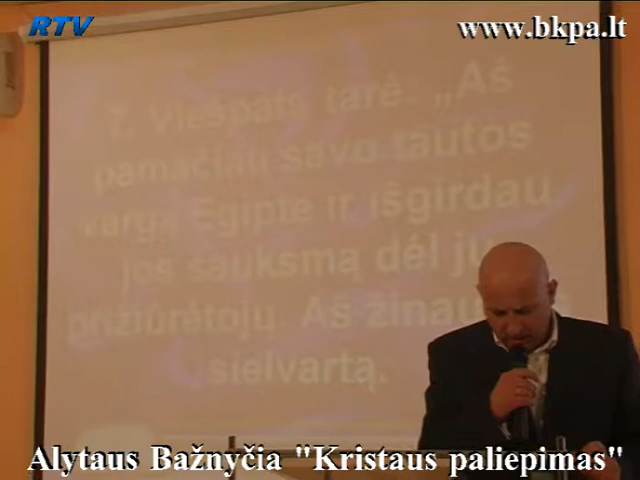 RTV
www.bkpa.lt
7. Viešpats tarė: „Aš
pamačiau savo tautos
vargą Egipte ir išgirdau
jos šauksmą dėl jų
prižiūrėtojų. Aš žinau
sielvartą.
Alytaus Bažnyčia "Kristaus paliepimas"